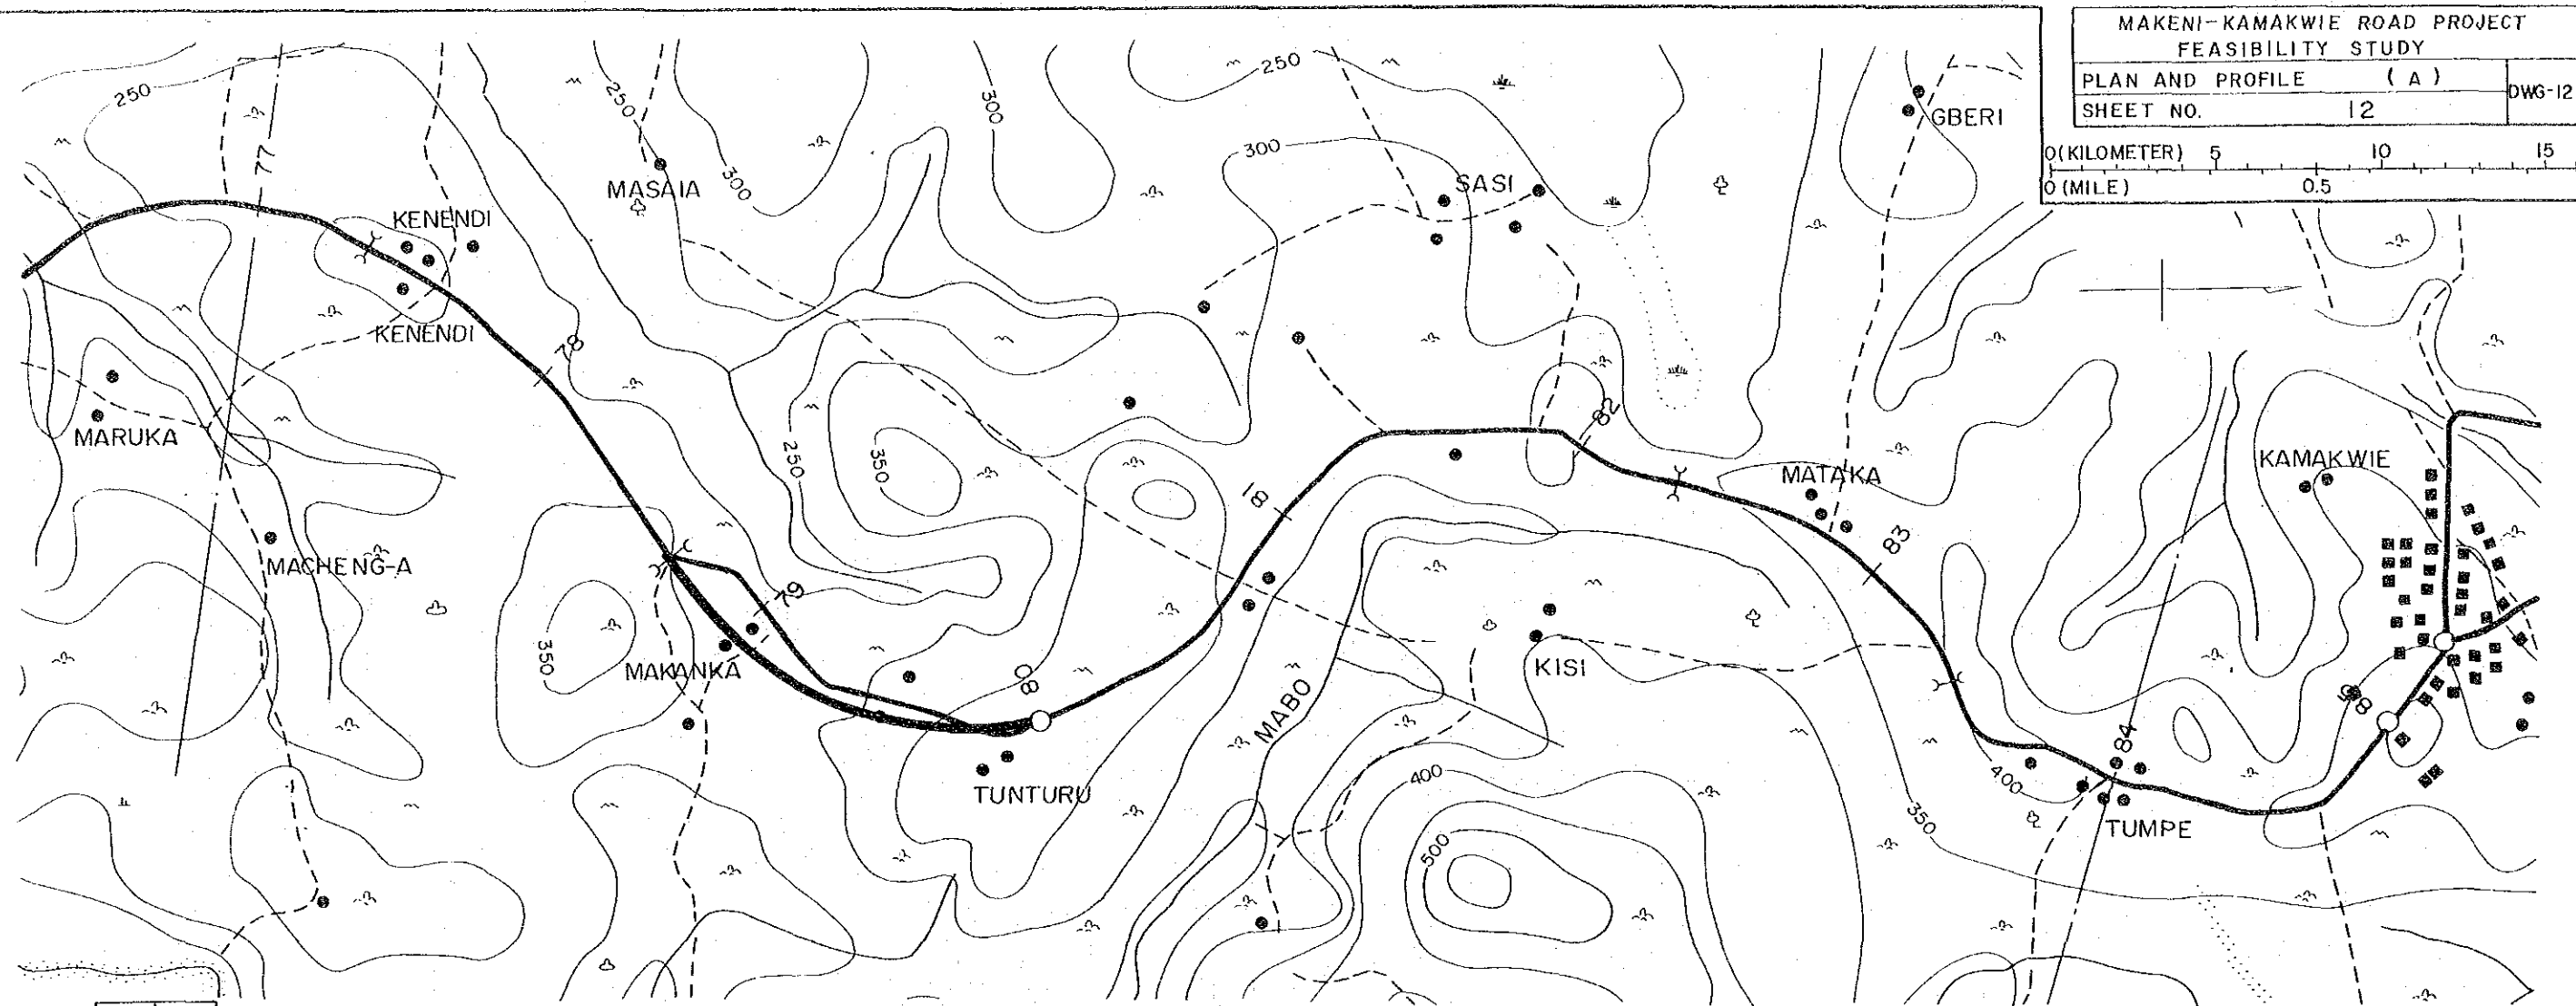 MAKENI-KAMAKWIE ROAD PROJECT
FEASIBILITY STUDY
PLAN AND PROFILE (A)
DWG-12
SHEET NO. 12
0(KILOMETER) 5 10 15
0(MILE) 0.5
250
77
KENENDI
KENENDI
MARUKA
MACHENG-A
250
MASAIA
300
300
250
300
SASI
GBERI
78
250
350
350
79
MAKANKA
80
TUNTURU
81
82
MATAKA
83
KISI
MABO
400
500
350
400
84
TUMPE
KAMAKWIE
85